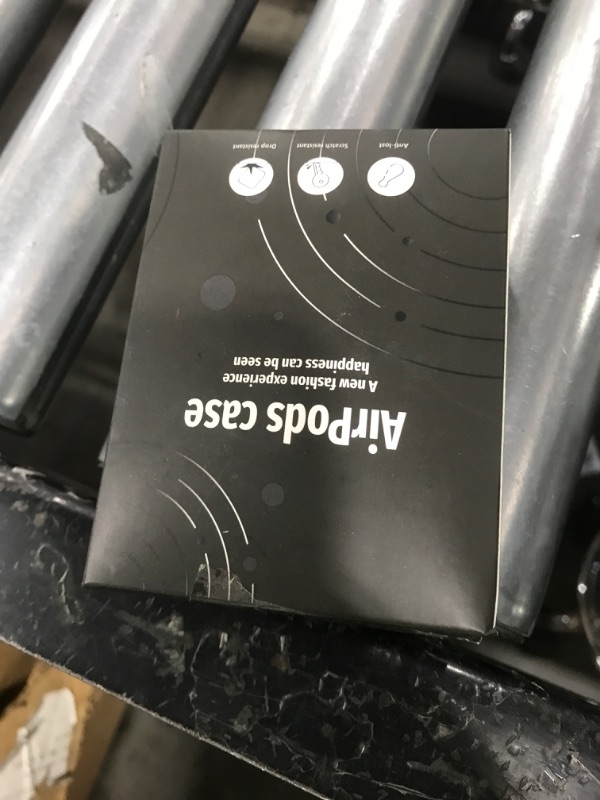 AirPods case
A new fashion experience
happiness can be seen
Anti-lost
Scratch resistant
Drop resistant